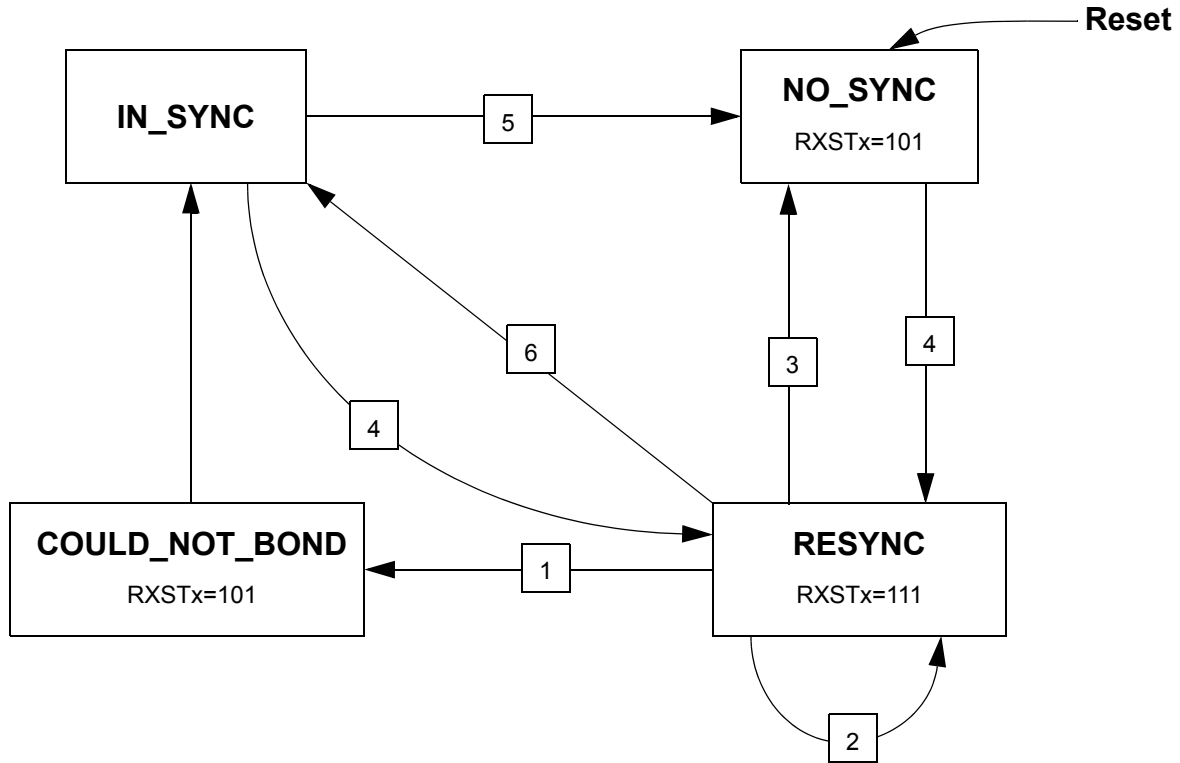 Reset
IN_SYNC
NO_SYNC
RXSTx=101
5
6
3
4
4
COULD_NOT_BOND
RXSTx=101
1
RESYNC
RXSTx=111
2